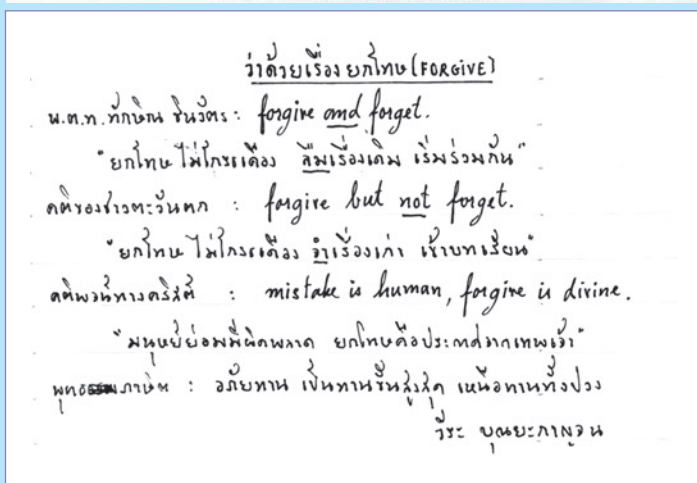 ว่าด้วยเรื่อง ยกโทษ (FORGIVE)
พ.ต.ท. ทักษิณ ชินวัตร : forgive and forget.
"ยกโทษ ไม่โกรธเคือง ลืมเรื่องเดิม เริ่มร่วมกัน"
คติของชาวตะวันตก : forgive but not forget.
"ยกโทษ ไม่โกรธเคือง จำเรื่องเก่า เข้าบทเรียน"
คติพจน์ทางคริสต์ : mistake is human, forgive is divine.
"มนุษย์ย่อมมีผิดพลาด ยกโทษคือประกาศจากเทพเจ้า"
พุทธภาษิต : อภัยทาน เป็นทานชั้นสูงสุด เหนือทานทั้งปวง
วีระ บุณยะกาญจน